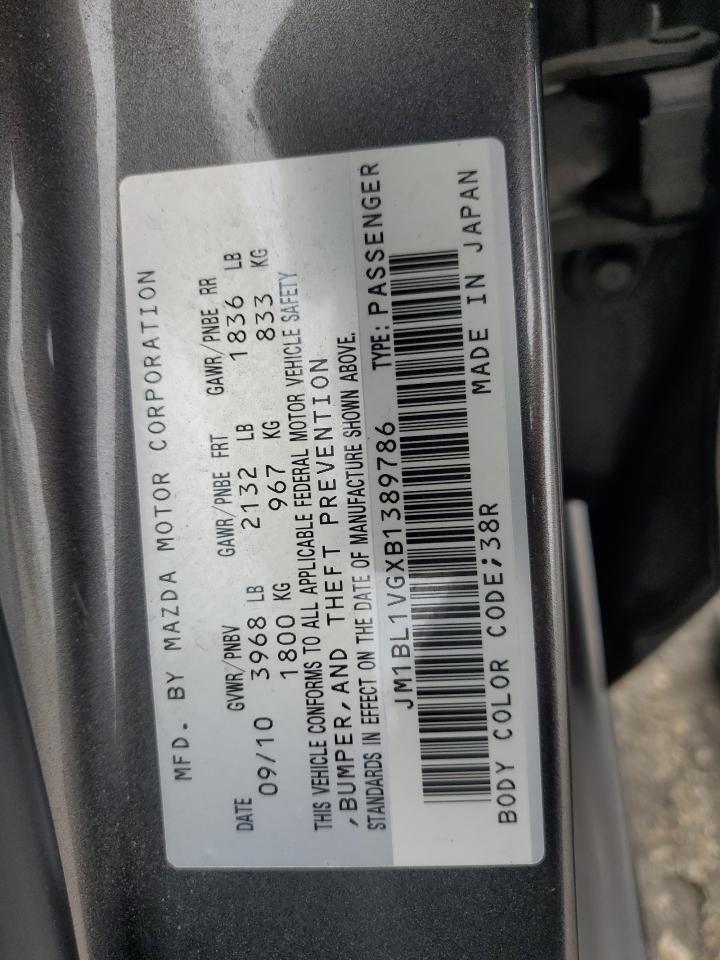 MFD. BY MAZDA MOTOR CORPORATION
DATE GVWR/PNBV GAWR/PNBE FRT GAWR/PNBE RR
09/10 3968 LB 2132 LB 1836 LB
1800 KG 967 KG 833 KG
THIS VEHICLE CONFORMS TO ALL APPLICABLE FEDERAL MOTOR VEHICLE SAFETY
,BUMPER,AND THEFT PREVENTION
STANDARDS IN EFFECT ON THE DATE OF MANUFACTURE SHOWN ABOVE.
JM1BL1VGXB1389786 TYPE: PASSENGER
BODY COLOR CODE;38R MADE IN JAPAN